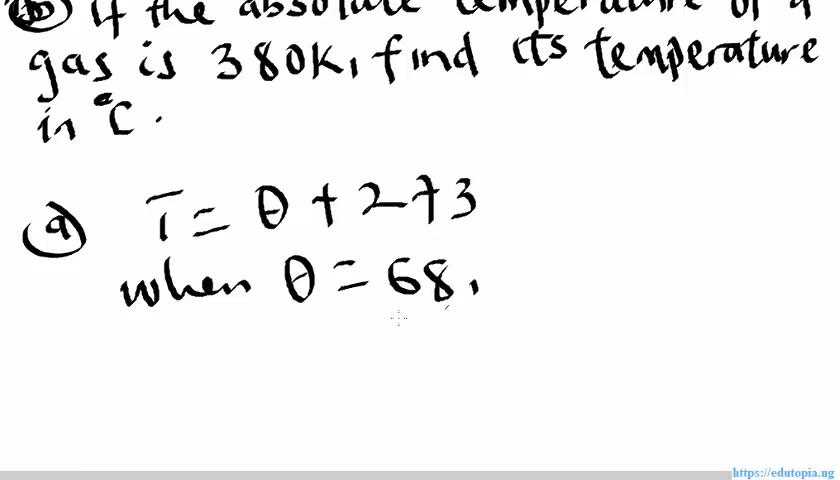 (b) If the absolute temperature of a
gas is 380K, find its temperature
in °C.
(a) T = θ + 273
when θ = 68,
https://edutopia.ng